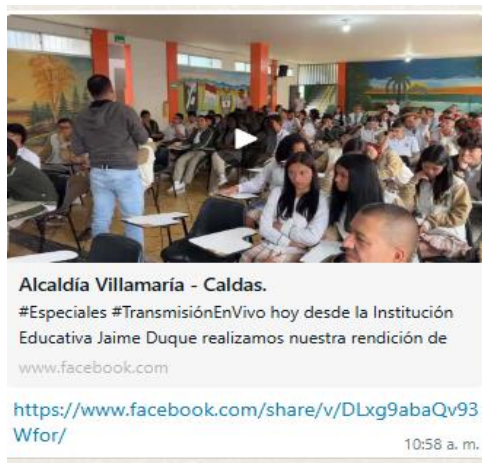 Alcaldía Villamaría - Caldas.
#Especiales #TransmisiónEnVivo hoy desde la Institución
Educativa Jaime Duque realizamos nuestra rendición de
www.facebook.com
https://www.facebook.com/share/v/DLxg9abaQv93
Wfor/
10:58 a. m.